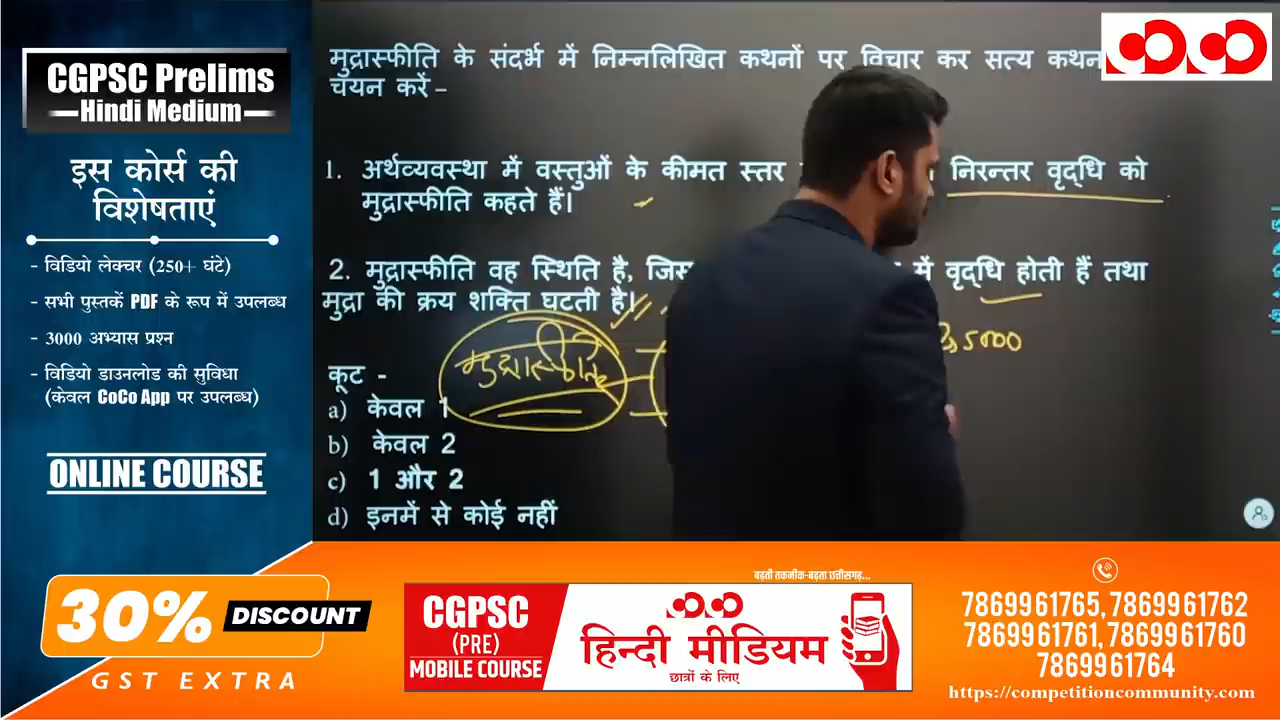 CGPSC Prelims
Hindi Medium
इस कोर्स की
विशेषताएं
- विडियो लेक्चर (250+ घंटे)
- सभी पुस्तकें PDF के रूप में उपलब्ध
- 3000 अभ्यास प्रश्न
- विडियो डाउनलोड की सुविधा
(केवल CoCo App पर उपलब्ध)
ONLINE COURSE
मुद्रास्फीति के संदर्भ में निम्नलिखित कथनों पर विचार कर सत्य
चयन करें –
1. अर्थव्यवस्था में वस्तुओं के कीमत स्तर निरन्तर वृद्धि को
मुद्रास्फीति कहते हैं।
2. मुद्रास्फीति वह स्थिति है, में वृद्धि होती हैं तथा
मुद्रा की क्रय शक्ति घटती है।
मुद्रास्फीति
5000
कूट -
a) केवल 1
b) केवल 2
c) 1 और 2
d) इनमें से कोई नहीं
30% DISCOUNT
GST EXTRA
CGPSC
(PRE)
MOBILE COURSE
बढ़ती तकनीक-बढ़ता छत्तीसगढ़...
हिन्दी मीडियम
छात्रों के लिए
7869961765, 7869961762
7869961761, 7869961760
7869961764
https://competitioncommunity.com